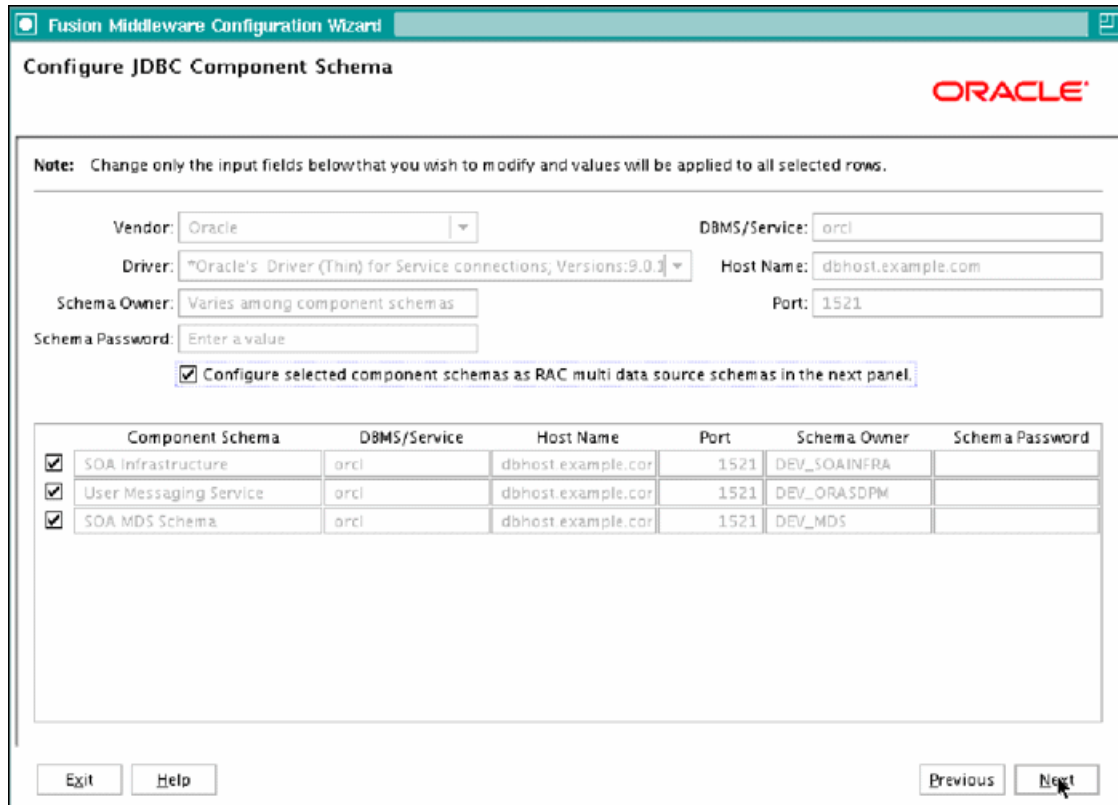 Fusion Middleware Configuration Wizard
Configure JDBC Component Schema
ORACLE
Note: Change only the input fields below that you wish to modify and values will be applied to all selected rows.
Vendor: Oracle DBMS/Service: orcl
Driver: *Oracle's Driver (Thin) for Service connections; Versions:9.0.1 Host Name: dbhost.example.com
Schema Owner: Varies among component schemas Port: 1521
Schema Password: Enter a value
Configure selected component schemas as RAC multi data source schemas in the next panel.
Component Schema DBMS/Service Host Name Port Schema Owner Schema Password
SOA Infrastructure orcl dbhost.example.cor 1521 DEV_SOAINFRA
User Messaging Service orcl dbhost.example.cor 1521 DEV_ORASDPM
SOA MDS Schema orcl dbhost.example.cor 1521 DEV_MDS
Exit Help Previous Next